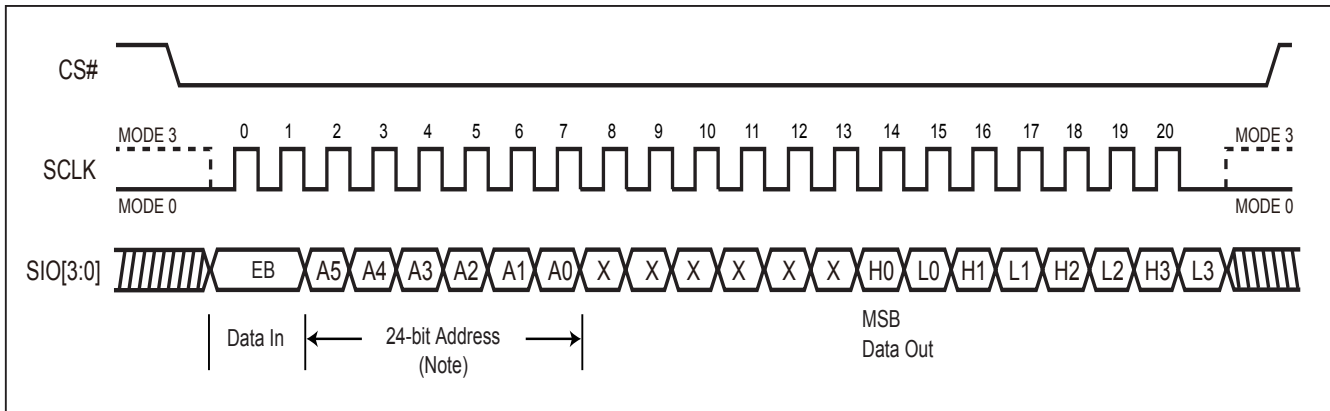 CS#
MODE 3
0 1 2 3 4 5 6 7 8 9 10 11 12 13 14 15 16 17 18 19 20
MODE 3
SCLK
MODE 0
MODE 0
SIO[3:0]
EB A5 A4 A3 A2 A1 A0 X X X X X X H0 L0 H1 L1 H2 L2 H3 L3
Data In
24-bit Address
(Note)
MSB
Data Out